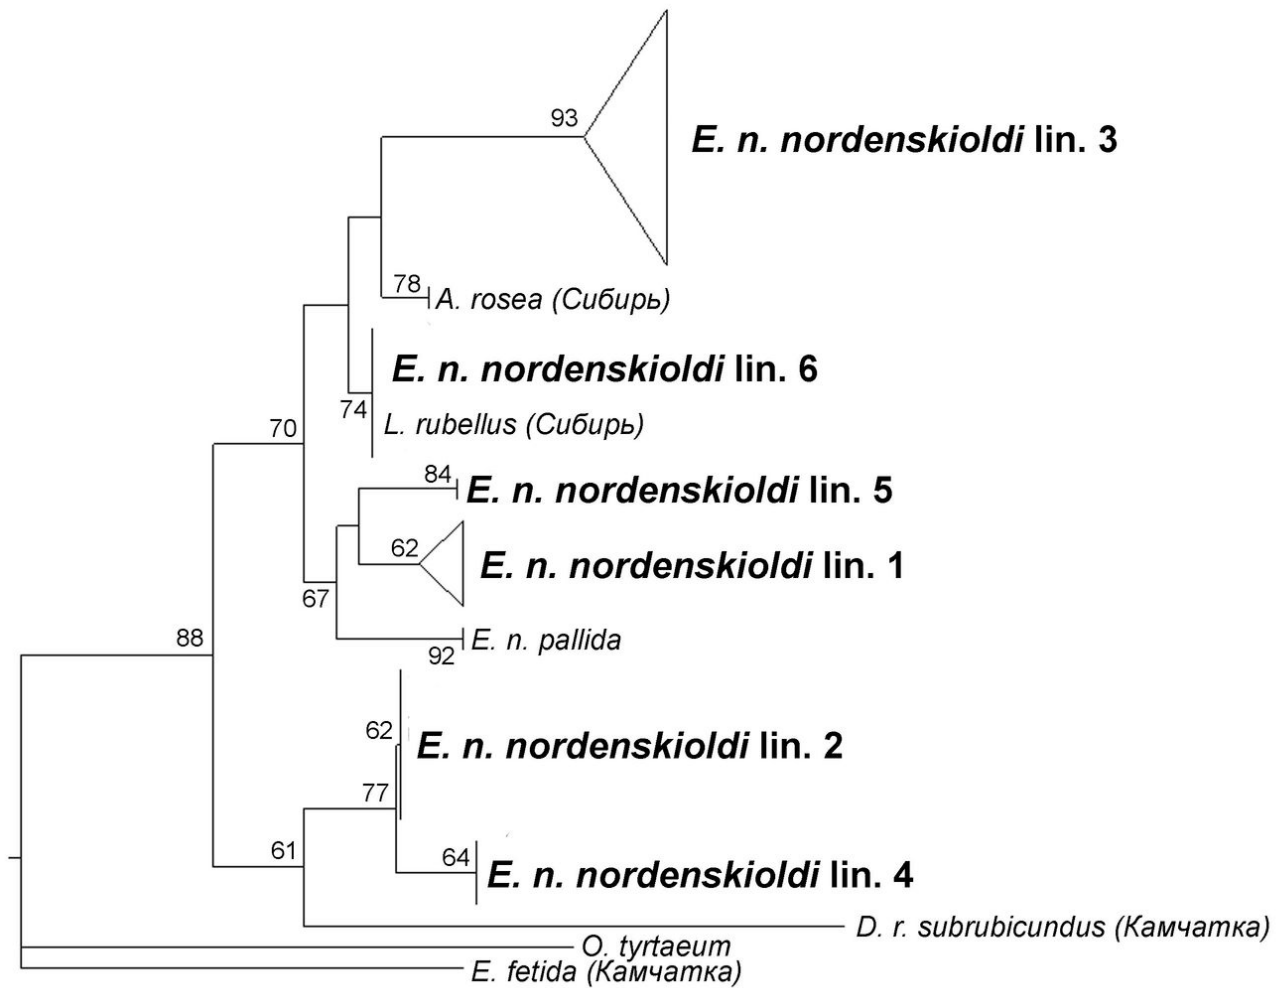 93
E. n. nordenskioldi lin. 3
78
A. rosea (Сибирь)
E. n. nordenskioldi lin. 6
74
L. rubellus (Сибирь)
70
84
E. n. nordenskioldi lin. 5
62
E. n. nordenskioldi lin. 1
67
88
E. n. pallida
92
62
E. n. nordenskioldi lin. 2
77
61
64
E. n. nordenskioldi lin. 4
D. r. subrubicundus (Камчатка)
O. tyrtaeum
E. fetida (Камчатка)